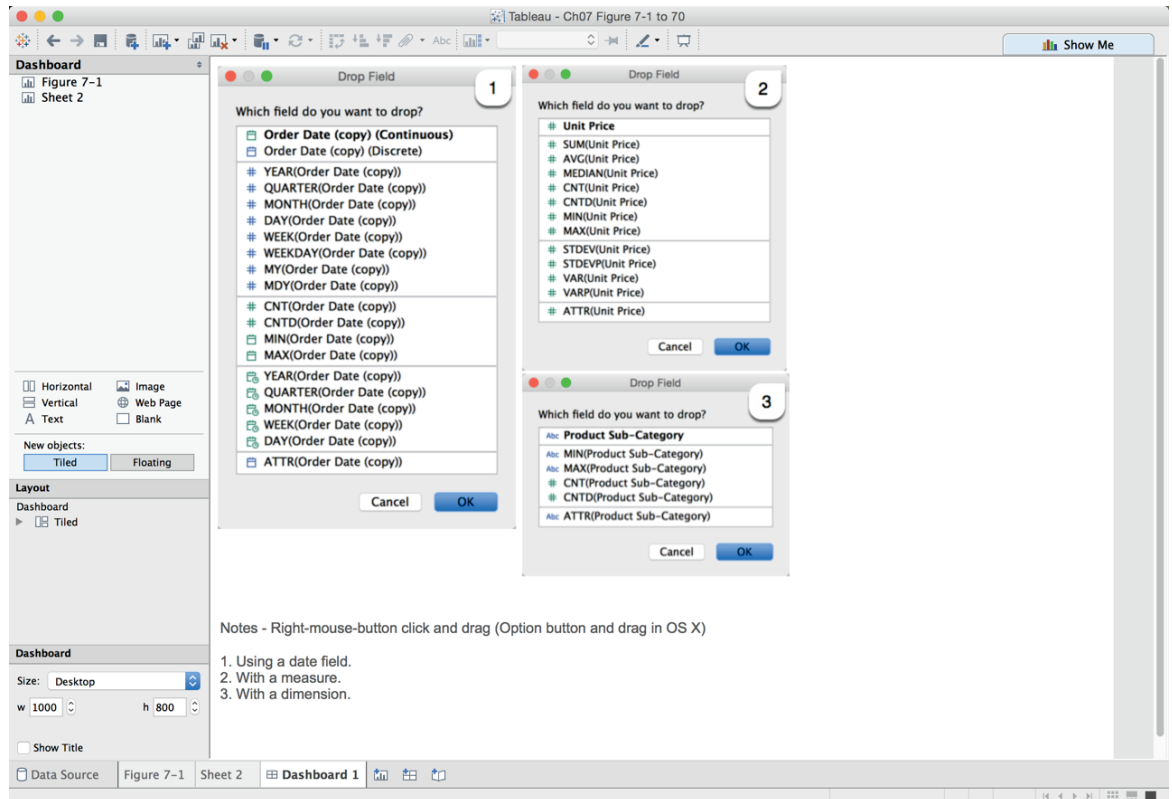 Tableau - Ch07 Figure 7-1 to 70
Abc
Show Me
Dashboard
Figure 7-1
Sheet 2
Horizontal
Image
Vertical
Web Page
A Text
Blank
New objects:
Tiled
Floating
Layout
Dashboard
Tiled
Dashboard
Size:
Desktop
w 1000
h 800
Show Title
Drop Field
1
Which field do you want to drop?
Order Date (copy) (Continuous)
Order Date (copy) (Discrete)
# YEAR(Order Date (copy))
# QUARTER(Order Date (copy))
# MONTH(Order Date (copy))
# DAY(Order Date (copy))
# WEEK(Order Date (copy))
# WEEKDAY(Order Date (copy))
# MY(Order Date (copy))
# MDY(Order Date (copy))
# CNT(Order Date (copy))
# CNTD(Order Date (copy))
MIN(Order Date (copy))
MAX(Order Date (copy))
YEAR(Order Date (copy))
QUARTER(Order Date (copy))
MONTH(Order Date (copy))
WEEK(Order Date (copy))
DAY(Order Date (copy))
ATTR(Order Date (copy))
Cancel
OK
Drop Field
2
Which field do you want to drop?
# Unit Price
# SUM(Unit Price)
# AVG(Unit Price)
# MEDIAN(Unit Price)
# CNT(Unit Price)
# CNTD(Unit Price)
# MIN(Unit Price)
# MAX(Unit Price)
# STDEV(Unit Price)
# STDEVP(Unit Price)
# VAR(Unit Price)
# VARP(Unit Price)
# ATTR(Unit Price)
Cancel
OK
Drop Field
3
Which field do you want to drop?
Abc Product Sub-Category
Abc MIN(Product Sub-Category)
Abc MAX(Product Sub-Category)
# CNT(Product Sub-Category)
# CNTD(Product Sub-Category)
Abc ATTR(Product Sub-Category)
Cancel
OK
Notes - Right-mouse-button click and drag (Option button and drag in OS X)
1. Using a date field.
2. With a measure.
3. With a dimension.
Data Source
Figure 7-1
Sheet 2
Dashboard 1